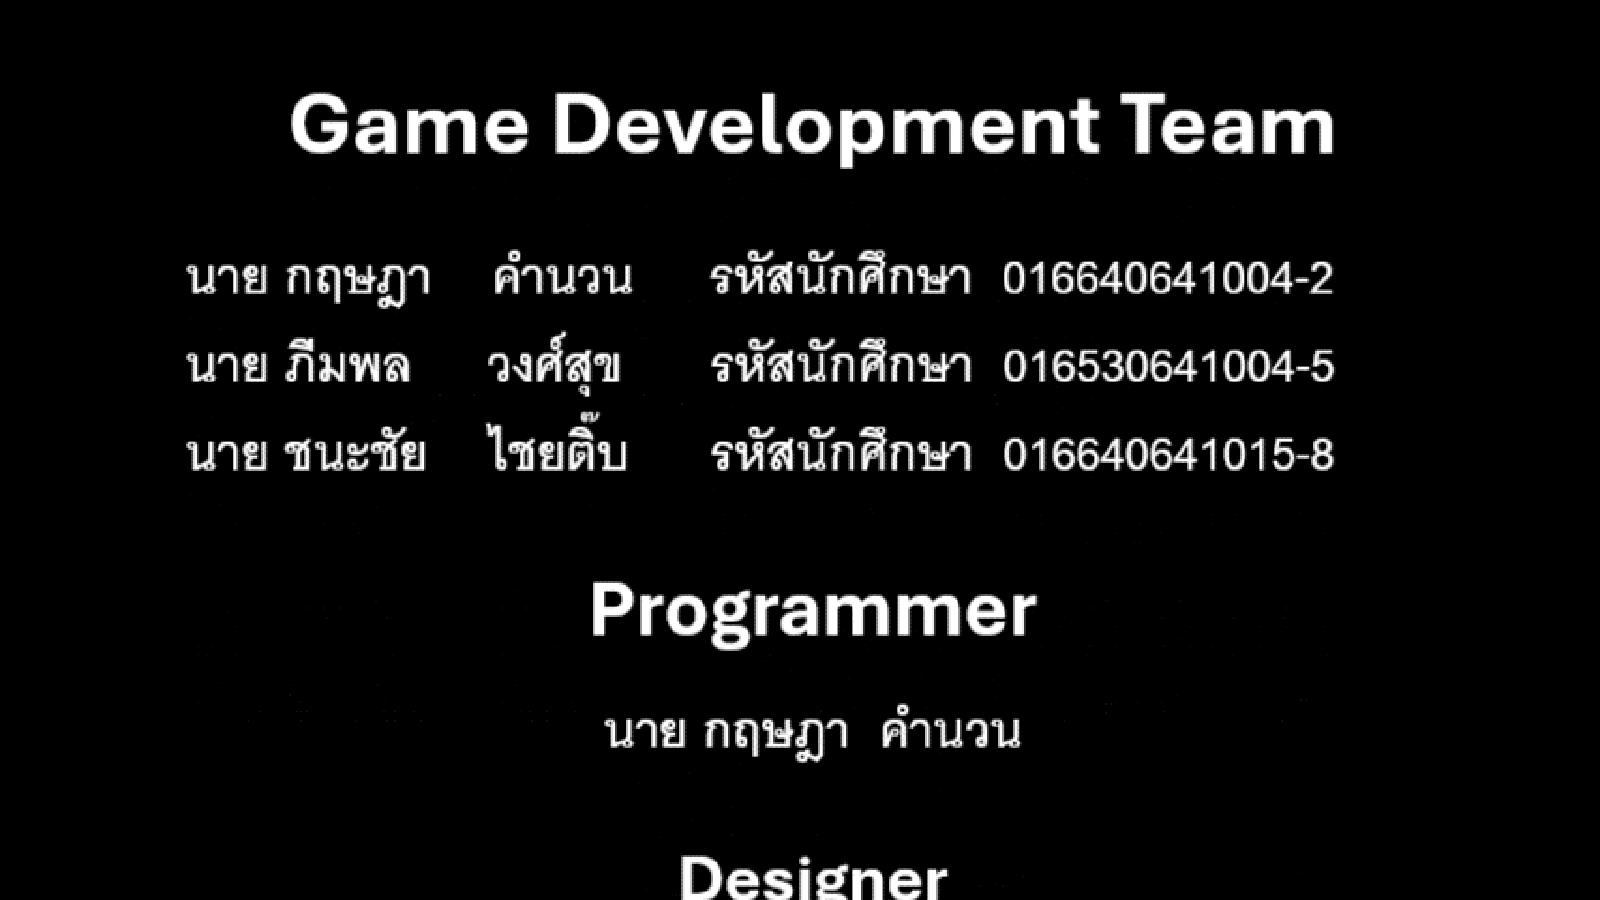 Game Development Team
นาย กฤษฎา คำนวน รหัสนักศึกษา 016640641004-2
นาย ภีมพล วงศ์สุข รหัสนักศึกษา 016530641004-5
นาย ชนะชัย ไชยติ๊บ รหัสนักศึกษา 016640641015-8
Programmer
นาย กฤษฎา คำนวน
Designer